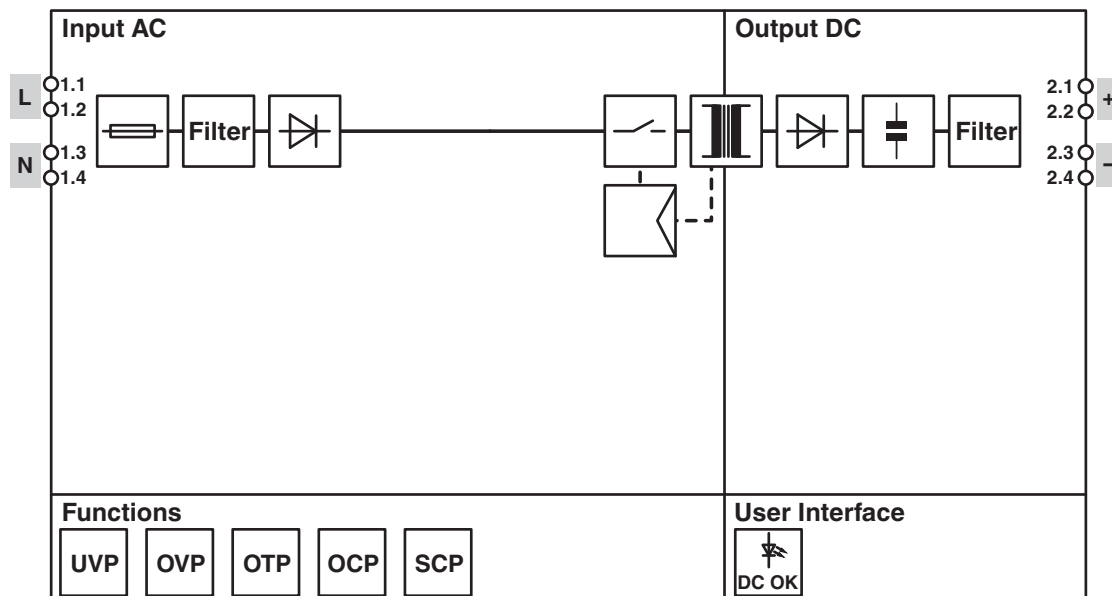 Input AC
Output DC
L
1.1
1.2
N
1.3
1.4
Filter
Filter
2.1
2.2
+
2.3
2.4
–
Functions
UVP
OVP
OTP
OCP
SCP
User Interface
DC OK